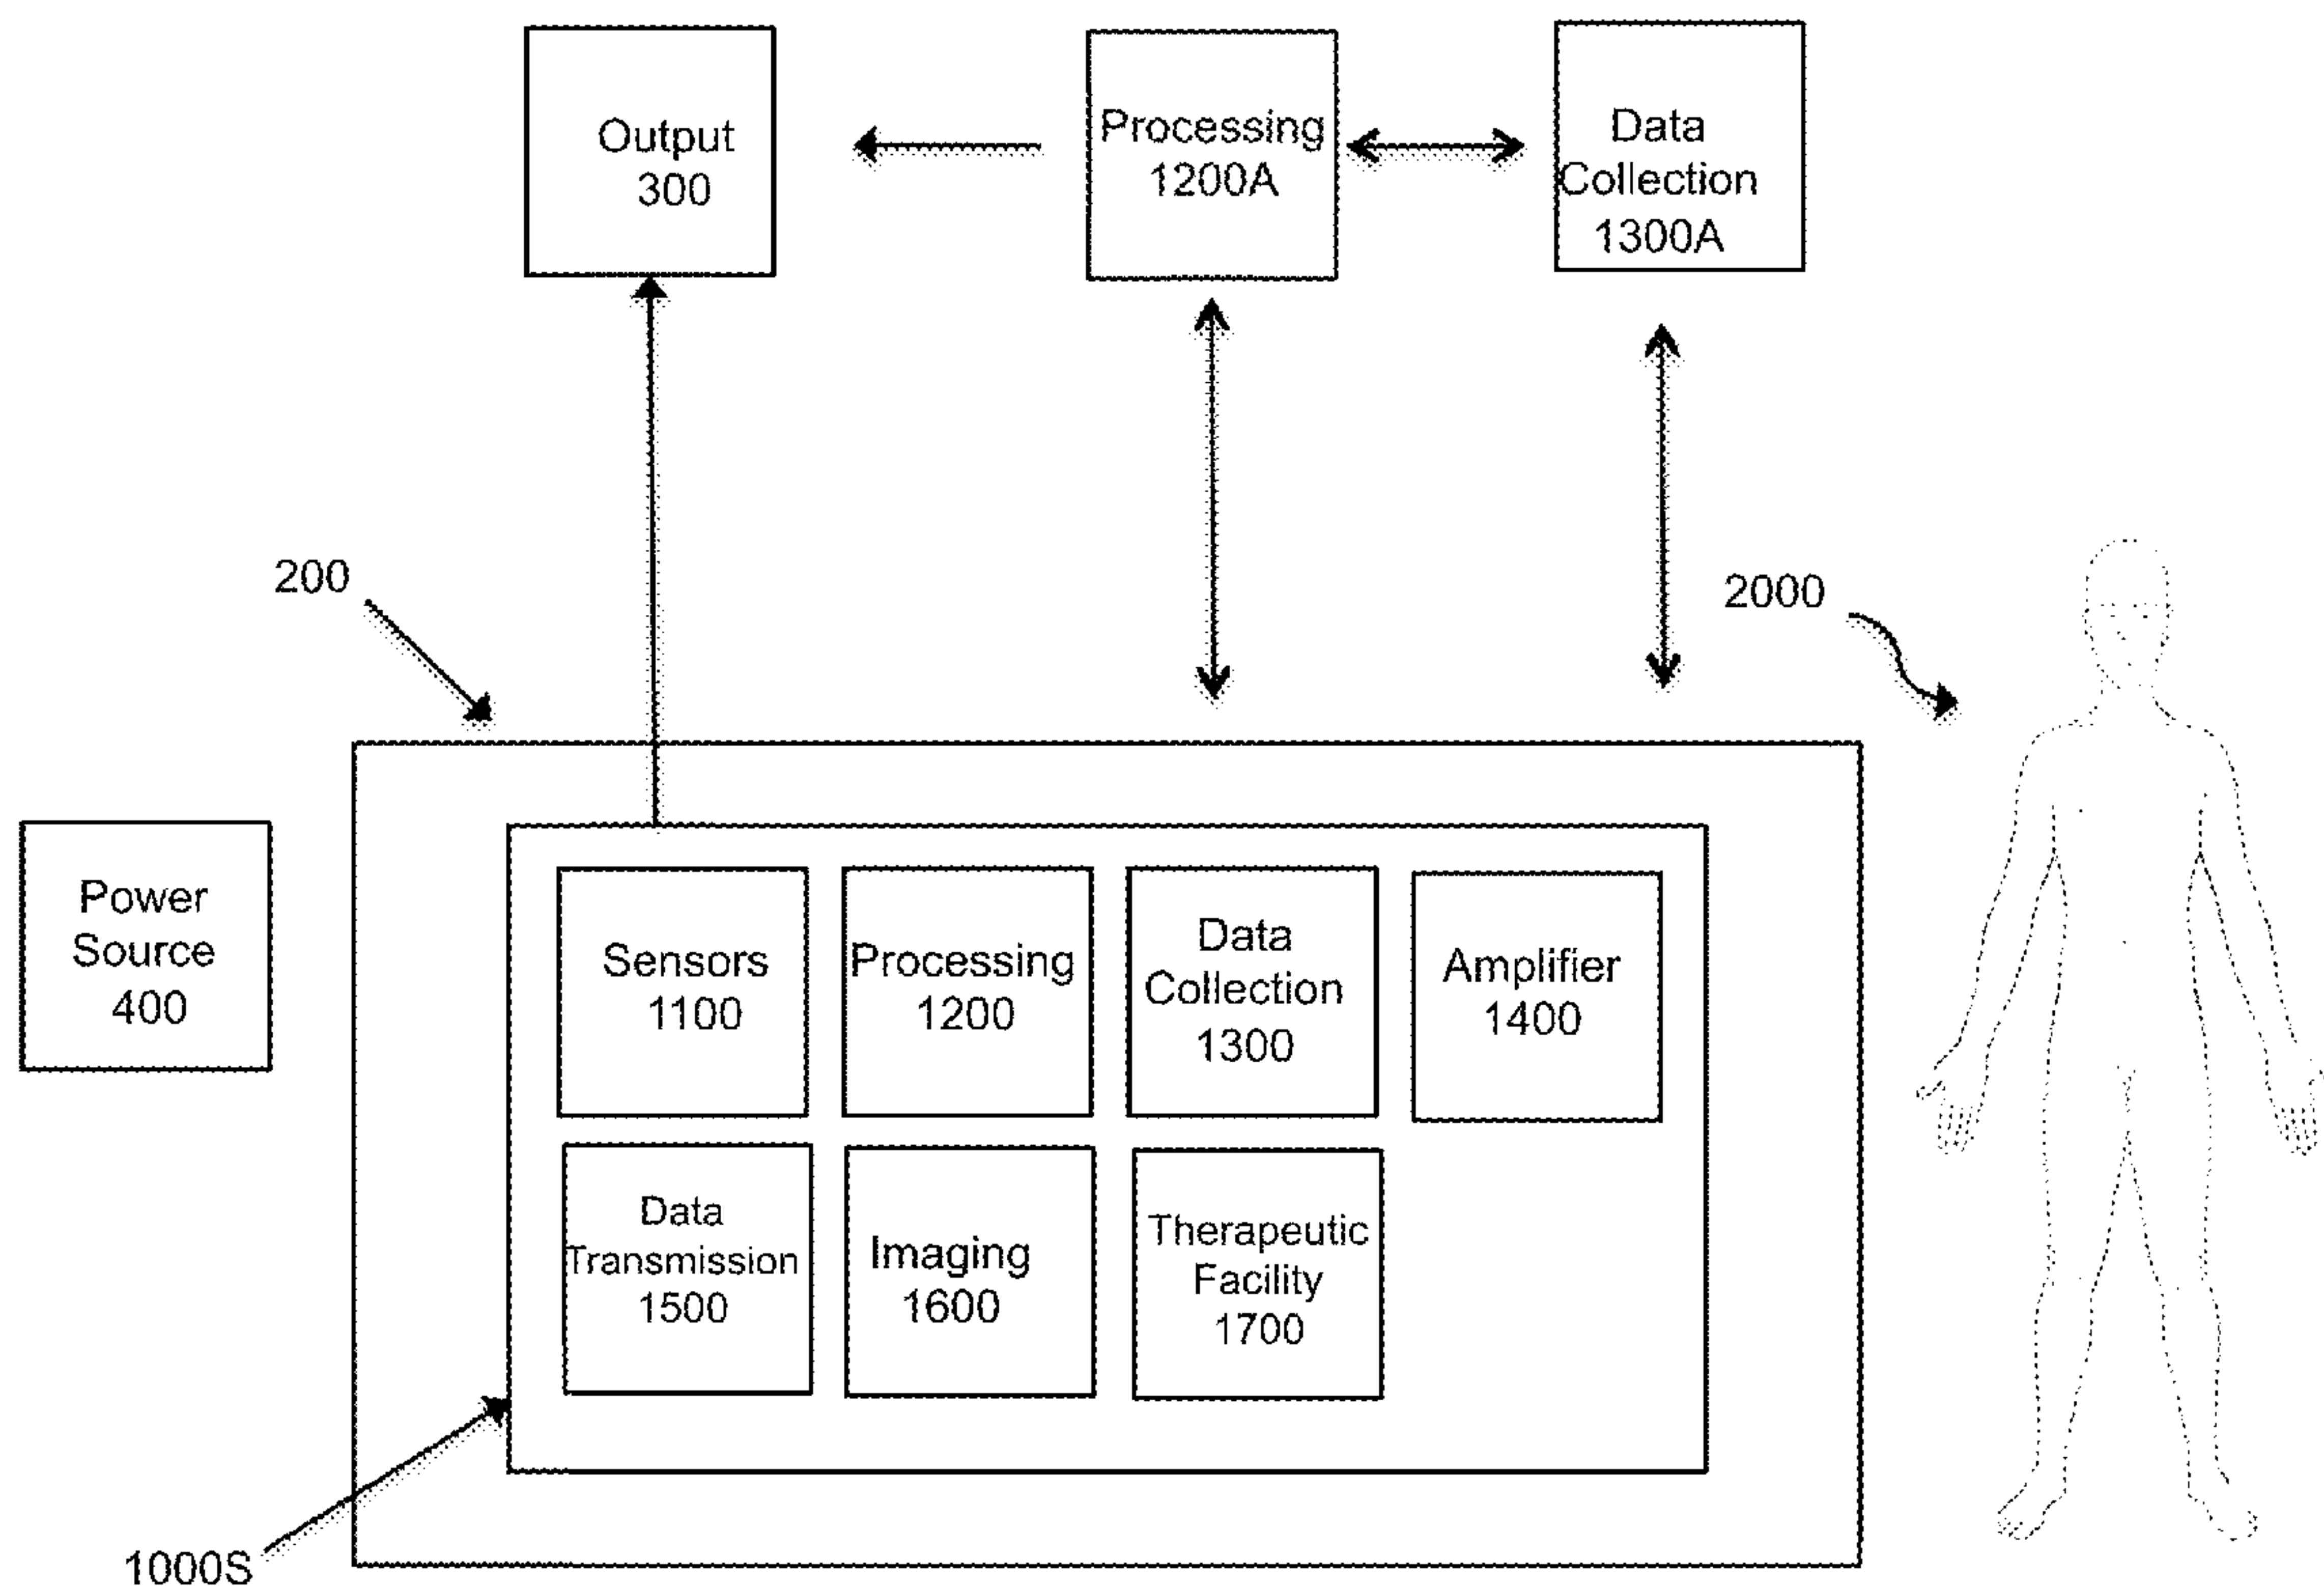 Output
300
Processing
1200A
Data
Collection
1300A
200
2000
Power
Source
400
Sensors
1100
Processing
1200
Data
Collection
1300
Amplifier
1400
Data
Transmission
1500
Imaging
1600
Therapeutic
Facility
1700
1000S